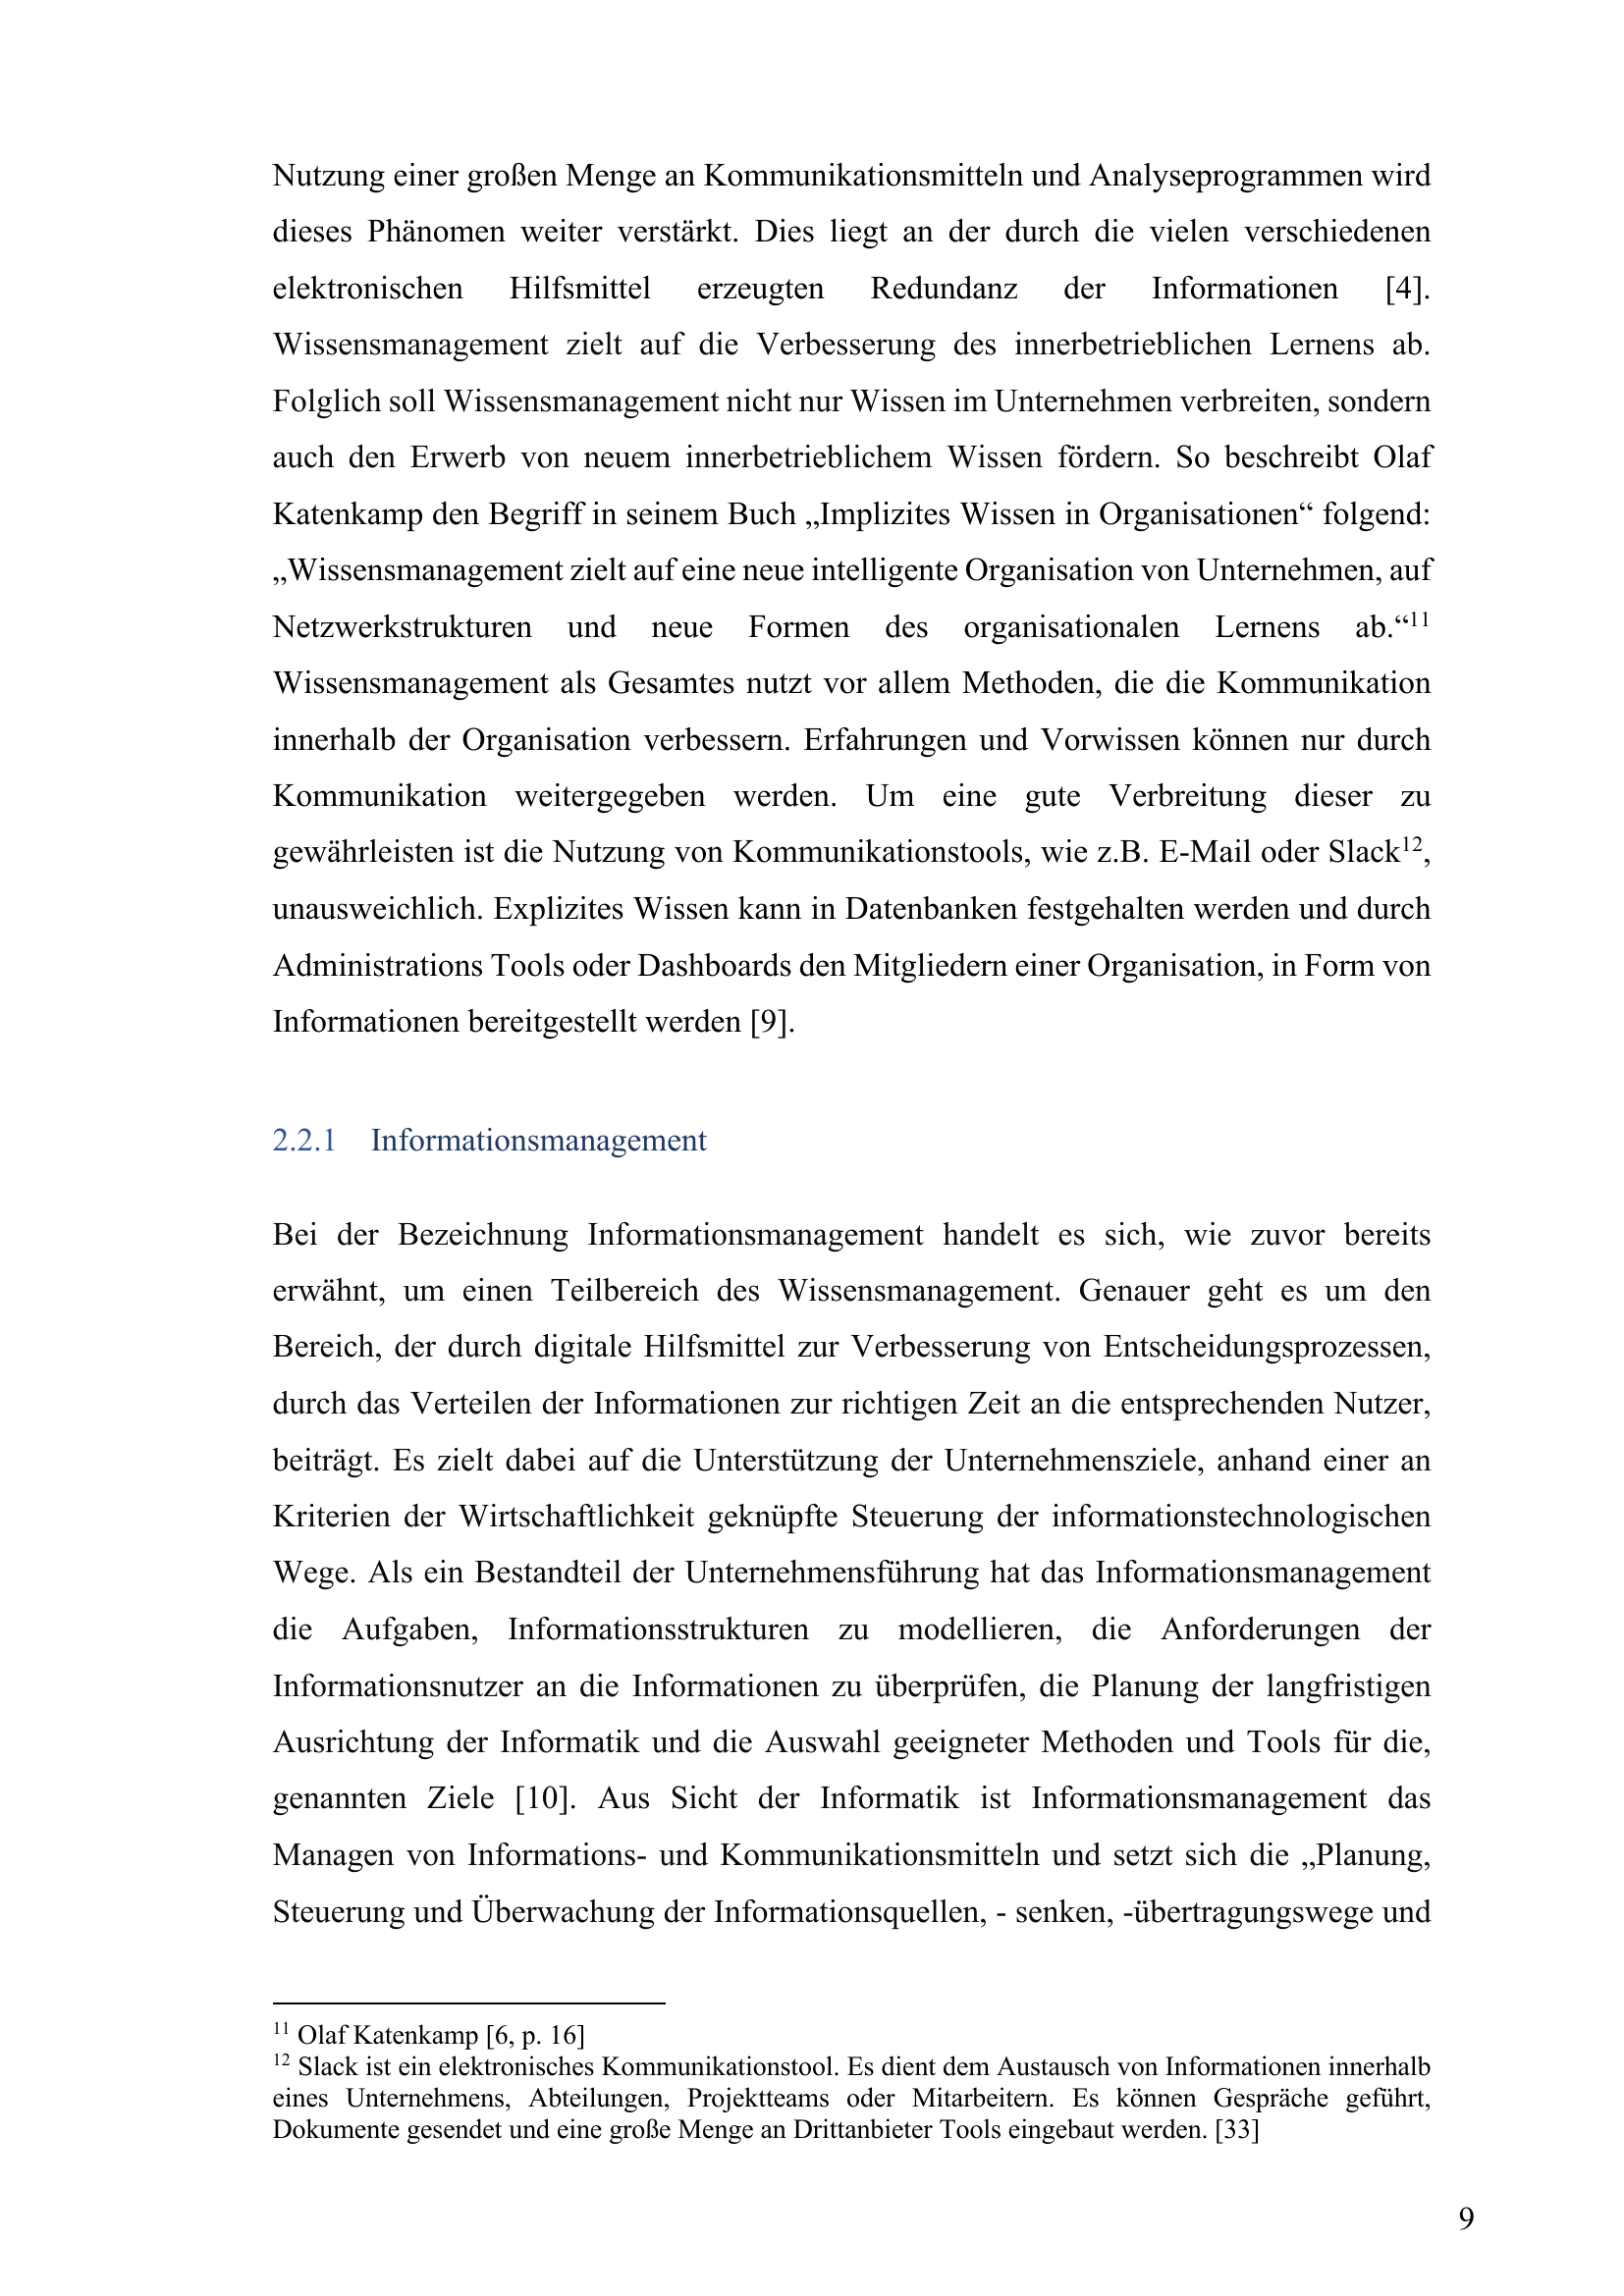 Nutzung einer großen Menge an Kommunikationsmitteln und Analyseprogrammen wird
dieses Phänomen weiter verstärkt. Dies liegt an der durch die vielen verschiedenen
elektronischen Hilfsmittel erzeugten Redundanz der Informationen [4].
Wissensmanagement zielt auf die Verbesserung des innerbetrieblichen Lernens ab.
Folglich soll Wissensmanagement nicht nur Wissen im Unternehmen verbreiten, sondern
auch den Erwerb von neuem innerbetrieblichem Wissen fördern. So beschreibt Olaf
Katenkamp den Begriff in seinem Buch „Implizites Wissen in Organisationen“ folgend:
„Wissensmanagement zielt auf eine neue intelligente Organisation von Unternehmen, auf
Netzwerkstrukturen und neue Formen des organisationalen Lernens ab.“¹¹
Wissensmanagement als Gesamtes nutzt vor allem Methoden, die die Kommunikation
innerhalb der Organisation verbessern. Erfahrungen und Vorwissen können nur durch
Kommunikation weitergegeben werden. Um eine gute Verbreitung dieser zu
gewährleisten ist die Nutzung von Kommunikationstools, wie z.B. E-Mail oder Slack¹²,
unausweichlich. Explizites Wissen kann in Datenbanken festgehalten werden und durch
Administrations Tools oder Dashboards den Mitgliedern einer Organisation, in Form von
Informationen bereitgestellt werden [9].
2.2.1 Informationsmanagement
Bei der Bezeichnung Informationsmanagement handelt es sich, wie zuvor bereits
erwähnt, um einen Teilbereich des Wissensmanagement. Genauer geht es um den
Bereich, der durch digitale Hilfsmittel zur Verbesserung von Entscheidungsprozessen,
durch das Verteilen der Informationen zur richtigen Zeit an die entsprechenden Nutzer,
beiträgt. Es zielt dabei auf die Unterstützung der Unternehmensziele, anhand einer an
Kriterien der Wirtschaftlichkeit geknüpfte Steuerung der informationstechnologischen
Wege. Als ein Bestandteil der Unternehmensführung hat das Informationsmanagement
die Aufgaben, Informationsstrukturen zu modellieren, die Anforderungen der
Informationsnutzer an die Informationen zu überprüfen, die Planung der langfristigen
Ausrichtung der Informatik und die Auswahl geeigneter Methoden und Tools für die,
genannten Ziele [10]. Aus Sicht der Informatik ist Informationsmanagement das
Managen von Informations- und Kommunikationsmitteln und setzt sich die „Planung,
Steuerung und Überwachung der Informationsquellen, - senken, -übertragungswege und
¹¹ Olaf Katenkamp [6, p. 16]
¹² Slack ist ein elektronisches Kommunikationstool. Es dient dem Austausch von Informationen innerhalb
eines Unternehmens, Abteilungen, Projektteams oder Mitarbeitern. Es können Gespräche geführt,
Dokumente gesendet und eine große Menge an Drittanbieter Tools eingebaut werden. [33]
9